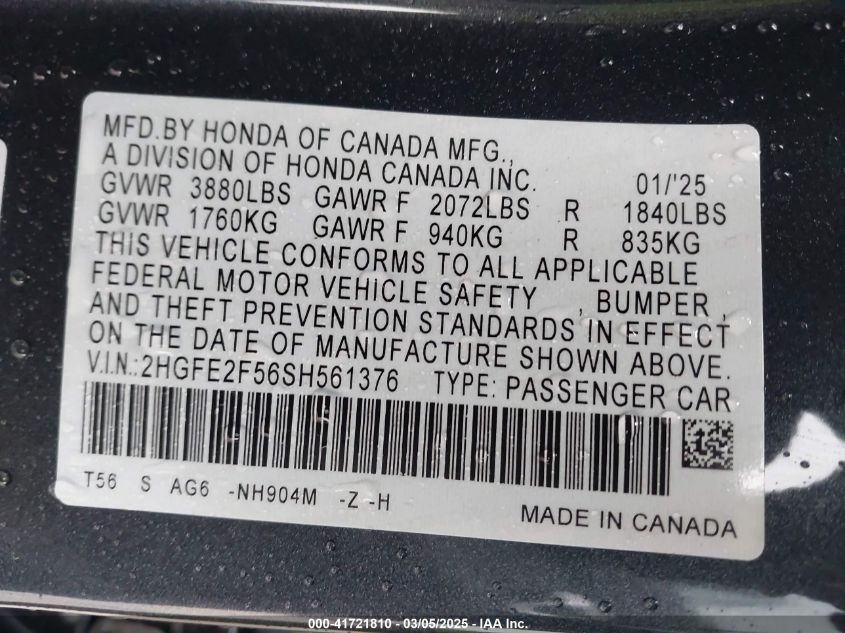 MFD.BY HONDA OF CANADA MFG.,
A DIVISION OF HONDA CANADA INC. 01/'25
GVWR 3880LBS GAWR F 2072LBS R 1840LBS
GVWR 1760KG GAWR F 940KG R 835KG
THIS VEHICLE CONFORMS TO ALL APPLICABLE
FEDERAL MOTOR VEHICLE SAFETY , BUMPER ,
AND THEFT PREVENTION STANDARDS IN EFFECT
ON THE DATE OF MANUFACTURE SHOWN ABOVE.
V.I.N.:2HGFE2F56SH561376 TYPE: PASSENGER CAR
T56 S AG6 -NH904M -Z -H
MADE IN CANADA
© -- 41721810 -- 03/05/2025 -- IAA Inc.